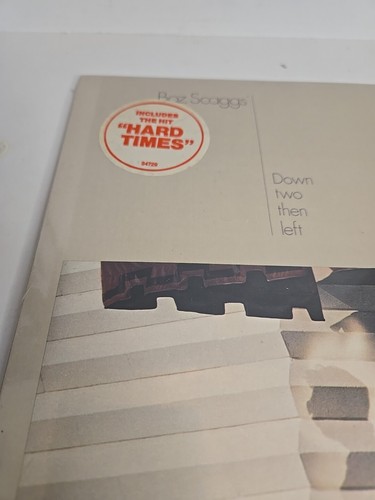 Boz Scaggs
INCLUDES
THE HIT
"HARD
TIMES"
34729
Down
two
then
left